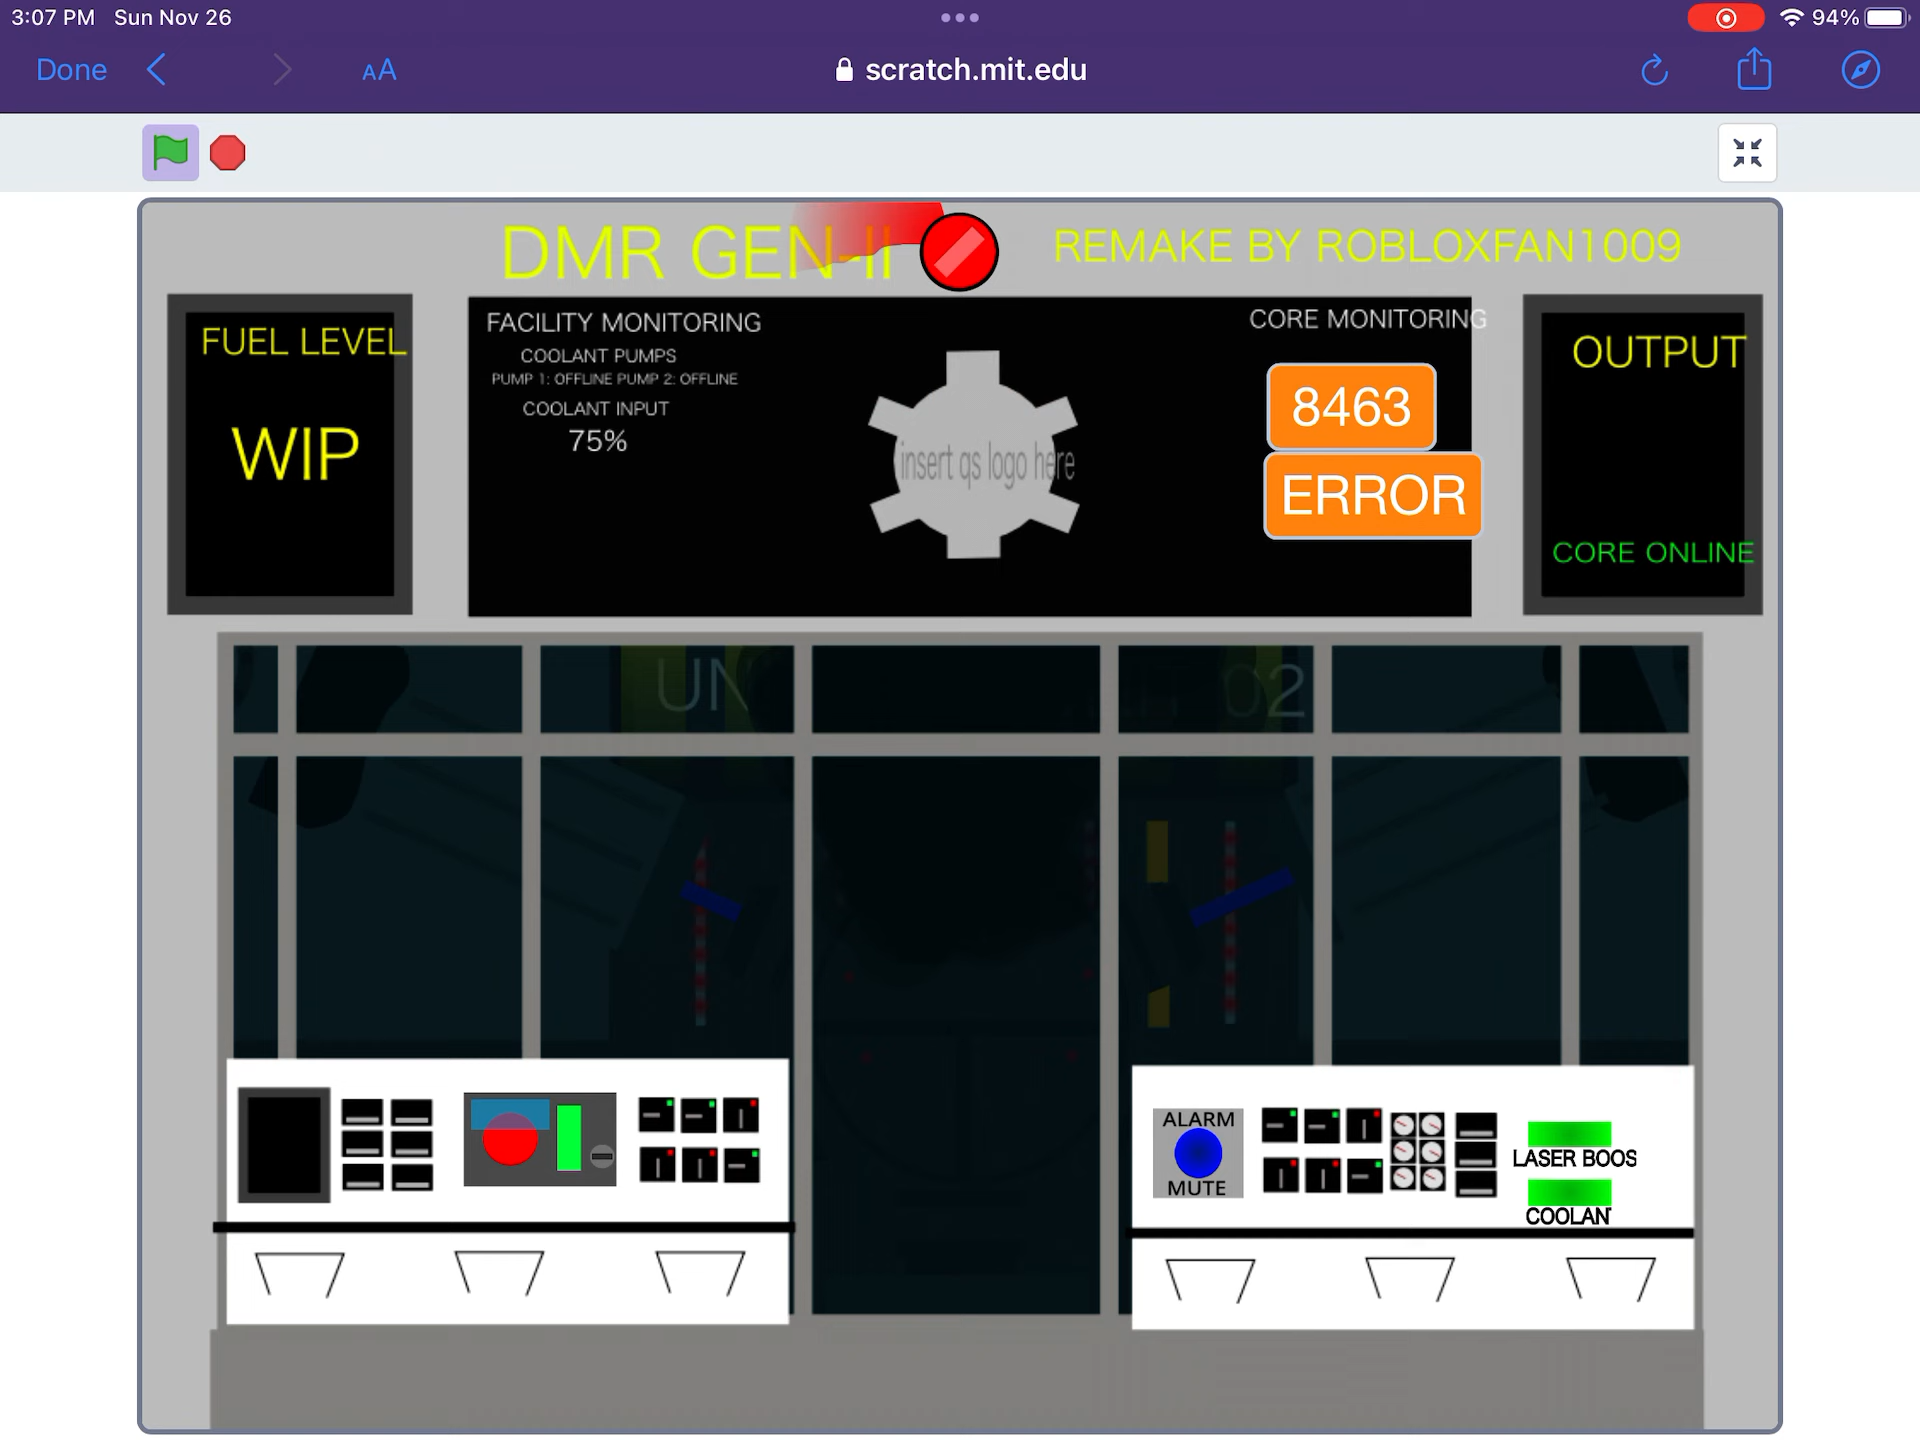 3:07 PM Sun Nov 26
94%
Done
AA
scratch.mit.edu
DMR GEN-II
REMAKE BY ROBLOXFAN1009
FUEL LEVEL
WIP
FACILITY MONITORING
COOLANT PUMPS
PUMP 1: OFFLINE PUMP 2: OFFLINE
COOLANT INPUT
75%
insert qs logo here
CORE MONITORING
8463
ERROR
OUTPUT
CORE ONLINE
UN
02
ALARM
MUTE
LASER BOOS
COOLAN